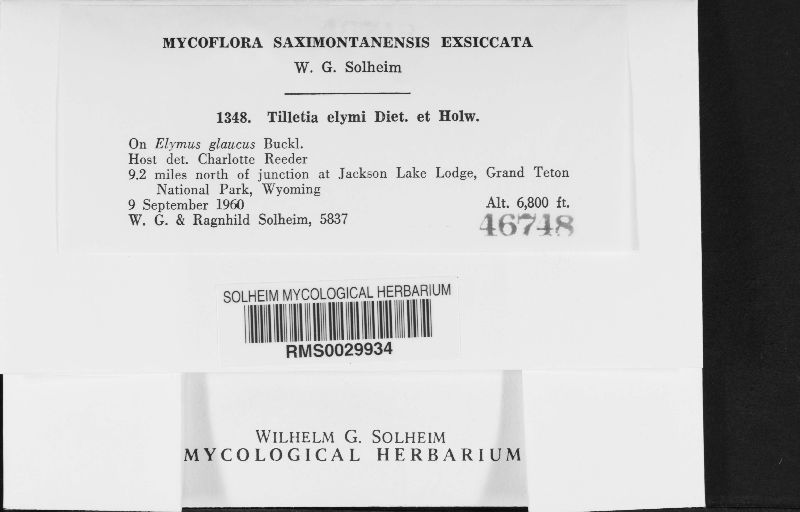 MYCOFLORA SAXIMONTANENSIS EXSICCATA
W. G. Solheim
1348. Tilletia elymi Diet. et Holw.
On Elymus glaucus Buckl.
Host det. Charlotte Reeder
9.2 miles north of junction at Jackson Lake Lodge, Grand Teton
National Park, Wyoming
9 September 1960 Alt. 6,800 ft.
W. G. & Ragnhild Solheim, 5837
46748
SOLHEIM MYCOLOGICAL HERBARIUM
RMS0029934
WILHELM G. SOLHEIM
MYCOLOGICAL HERBARIUM